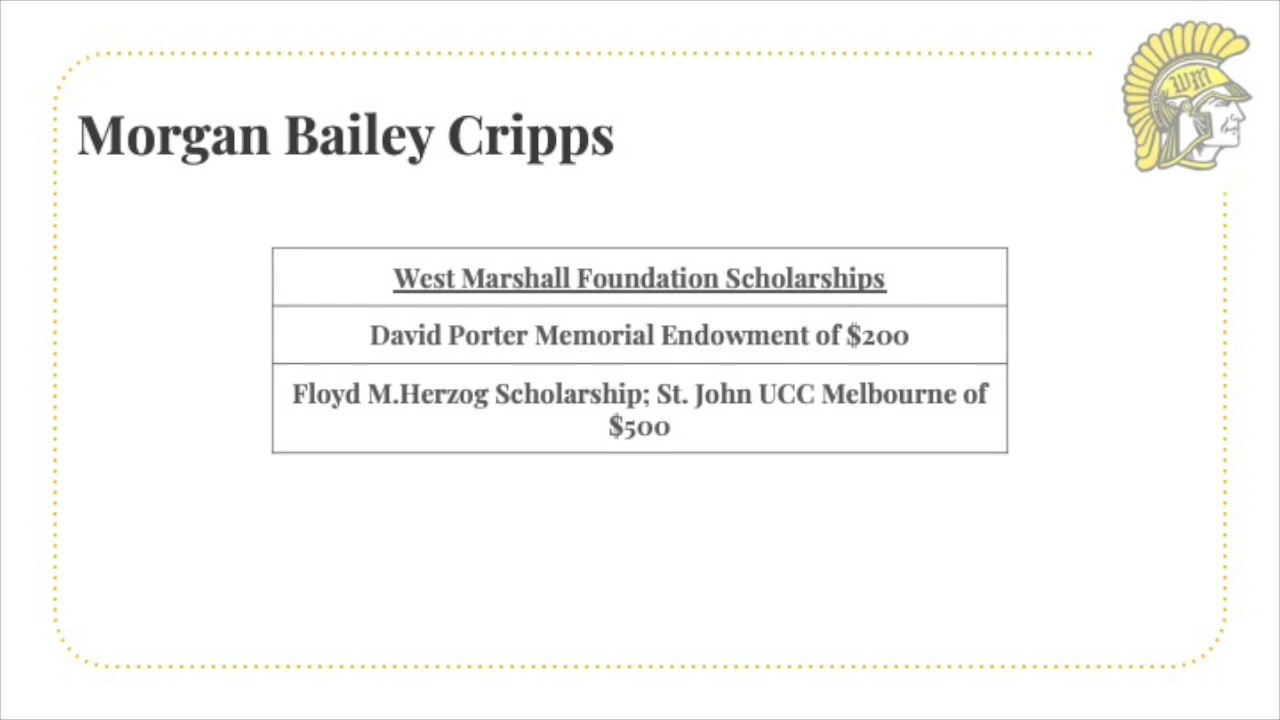 WM
Morgan Bailey Cripps
West Marshall Foundation Scholarships
David Porter Memorial Endowment of $200
Floyd M.Herzog Scholarship; St. John UCC Melbourne of
$500